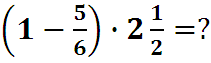 (1 − 5/6) · 2 1/2 =?